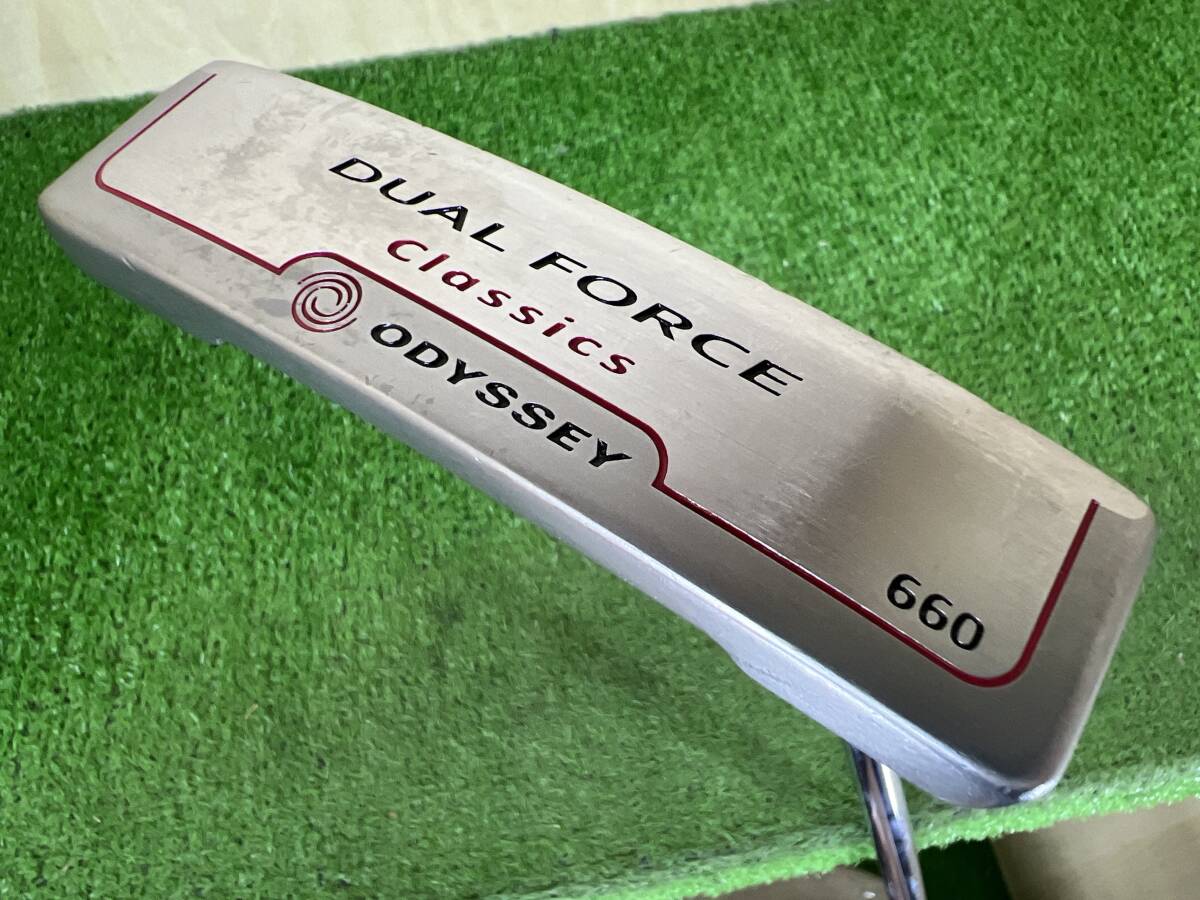 DUAL FORCE
Classics
ODYSSEY
660